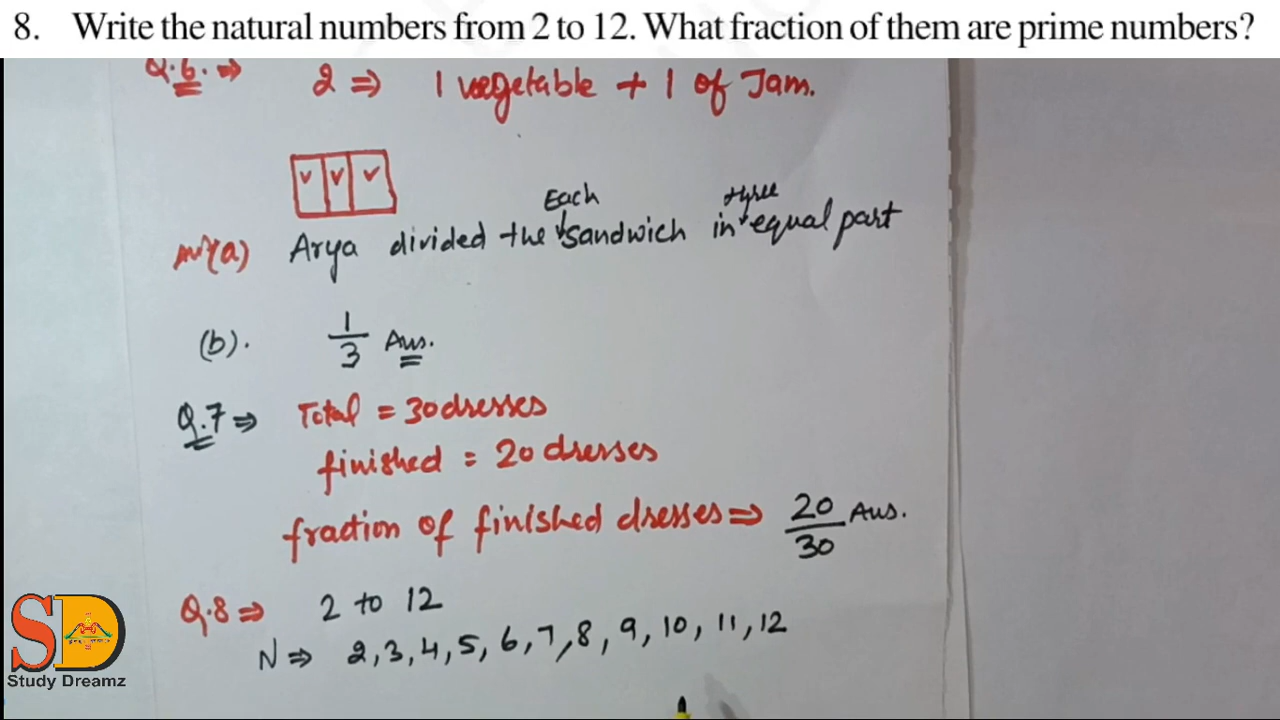 8. Write the natural numbers from 2 to 12. What fraction of them are prime numbers?
Q.6. ⇒ 2 ⇒ 1 vegetable + 1 of Jam.
v v v
Each three
(a) Arya divided the sandwich in equal part
(b). 1/3 Ans.
Q.7 ⇒ Total = 30 dresses
finished = 20 dresses
fraction of finished dresses ⇒ 20/30 Ans.
Q.8 ⇒ 2 to 12
N ⇒ 2, 3, 4, 5, 6, 7, 8, 9, 10, 11, 12
SD
Study Dreamz